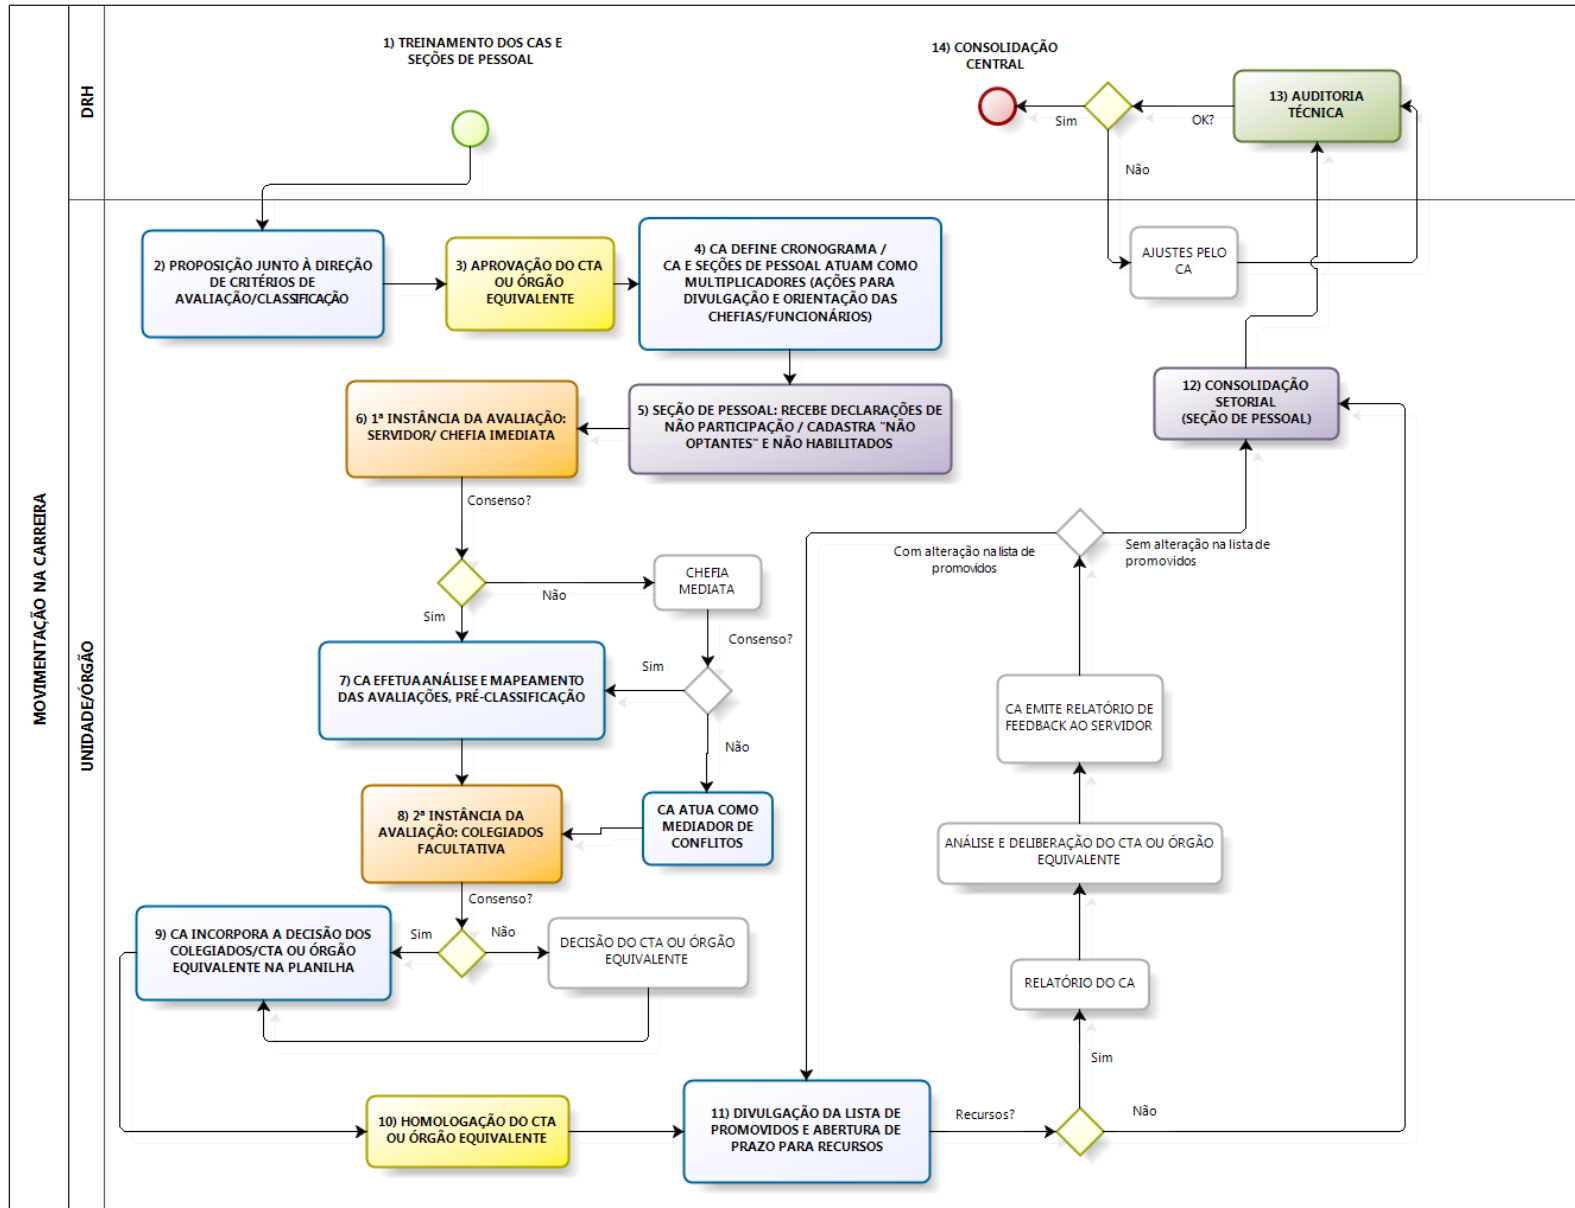 MOVIMENTAÇÃO NA CARREIRA
DRH
UNIDADE/ÓRGÃO
1) TREINAMENTO DOS CAS E
SEÇÕES DE PESSOAL
14) CONSOLIDAÇÃO
CENTRAL
Sim
Não
OK?
13) AUDITORIA
TÉCNICA
AJUSTES PELO
CA
2) PROPOSIÇÃO JUNTO À DIREÇÃO
DE CRITÉRIOS DE
AVALIAÇÃO/CLASSIFICAÇÃO
3) APROVAÇÃO DO CTA
OU ÓRGÃO
EQUIVALENTE
4) CA DEFINE CRONOGRAMA /
CA E SEÇÕES DE PESSOAL ATUAM COMO
MULTIPLICADORES (AÇÕES PARA
DIVULGAÇÃO E ORIENTAÇÃO DAS
CHEFIAS/FUNCIONÁRIOS)
5) SEÇÃO DE PESSOAL: RECEBE DECLARAÇÕES DE
NÃO PARTICIPAÇÃO / CADASTRA "NÃO
OPTANTES" E NÃO HABILITADOS
6) 1ª INSTÂNCIA DA AVALIAÇÃO:
SERVIDOR/ CHEFIA IMEDIATA
12) CONSOLIDAÇÃO
SETORIAL
(SEÇÃO DE PESSOAL)
Consenso?
Não
Sim
CHEFIA
MEDIATA
Consenso?
Sim
Não
7) CA EFETUA ANÁLISE E MAPEAMENTO
DAS AVALIAÇÕES, PRÉ-CLASSIFICAÇÃO
CA ATUA COMO
MEDIADOR DE
CONFLITOS
8) 2ª INSTÂNCIA DA
AVALIAÇÃO: COLEGIADOS
FACULTATIVA
Consenso?
Sim
Não
9) CA INCORPORA A DECISÃO DOS
COLEGIADOS/CTA OU ÓRGÃO
EQUIVALENTE NA PLANILHA
DECISÃO DO CTA OU ÓRGÃO
EQUIVALENTE
10) HOMOLOGAÇÃO DO CTA
OU ÓRGÃO EQUIVALENTE
11) DIVULGAÇÃO DA LISTA DE
PROMOVIDOS E ABERTURA DE
PRAZO PARA RECURSOS
Recursos?
Não
Sim
RELATÓRIO DO CA
ANÁLISE E DELIBERAÇÃO DO CTA OU ÓRGÃO
EQUIVALENTE
CA EMITE RELATÓRIO DE
FEEDBACK AO SERVIDOR
Com alteração na lista de
promovidos
Sem alteração na lista de
promovidos